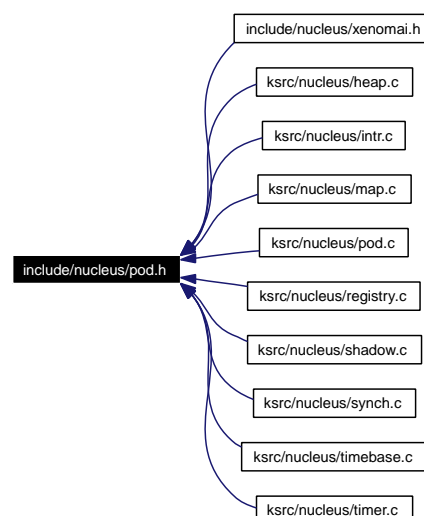 include/nucleus/xenomai.h
ksrc/nucleus/heap.c
ksrc/nucleus/intr.c
ksrc/nucleus/map.c
ksrc/nucleus/pod.c
include/nucleus/pod.h
ksrc/nucleus/registry.c
ksrc/nucleus/shadow.c
ksrc/nucleus/synch.c
ksrc/nucleus/timebase.c
ksrc/nucleus/timer.c